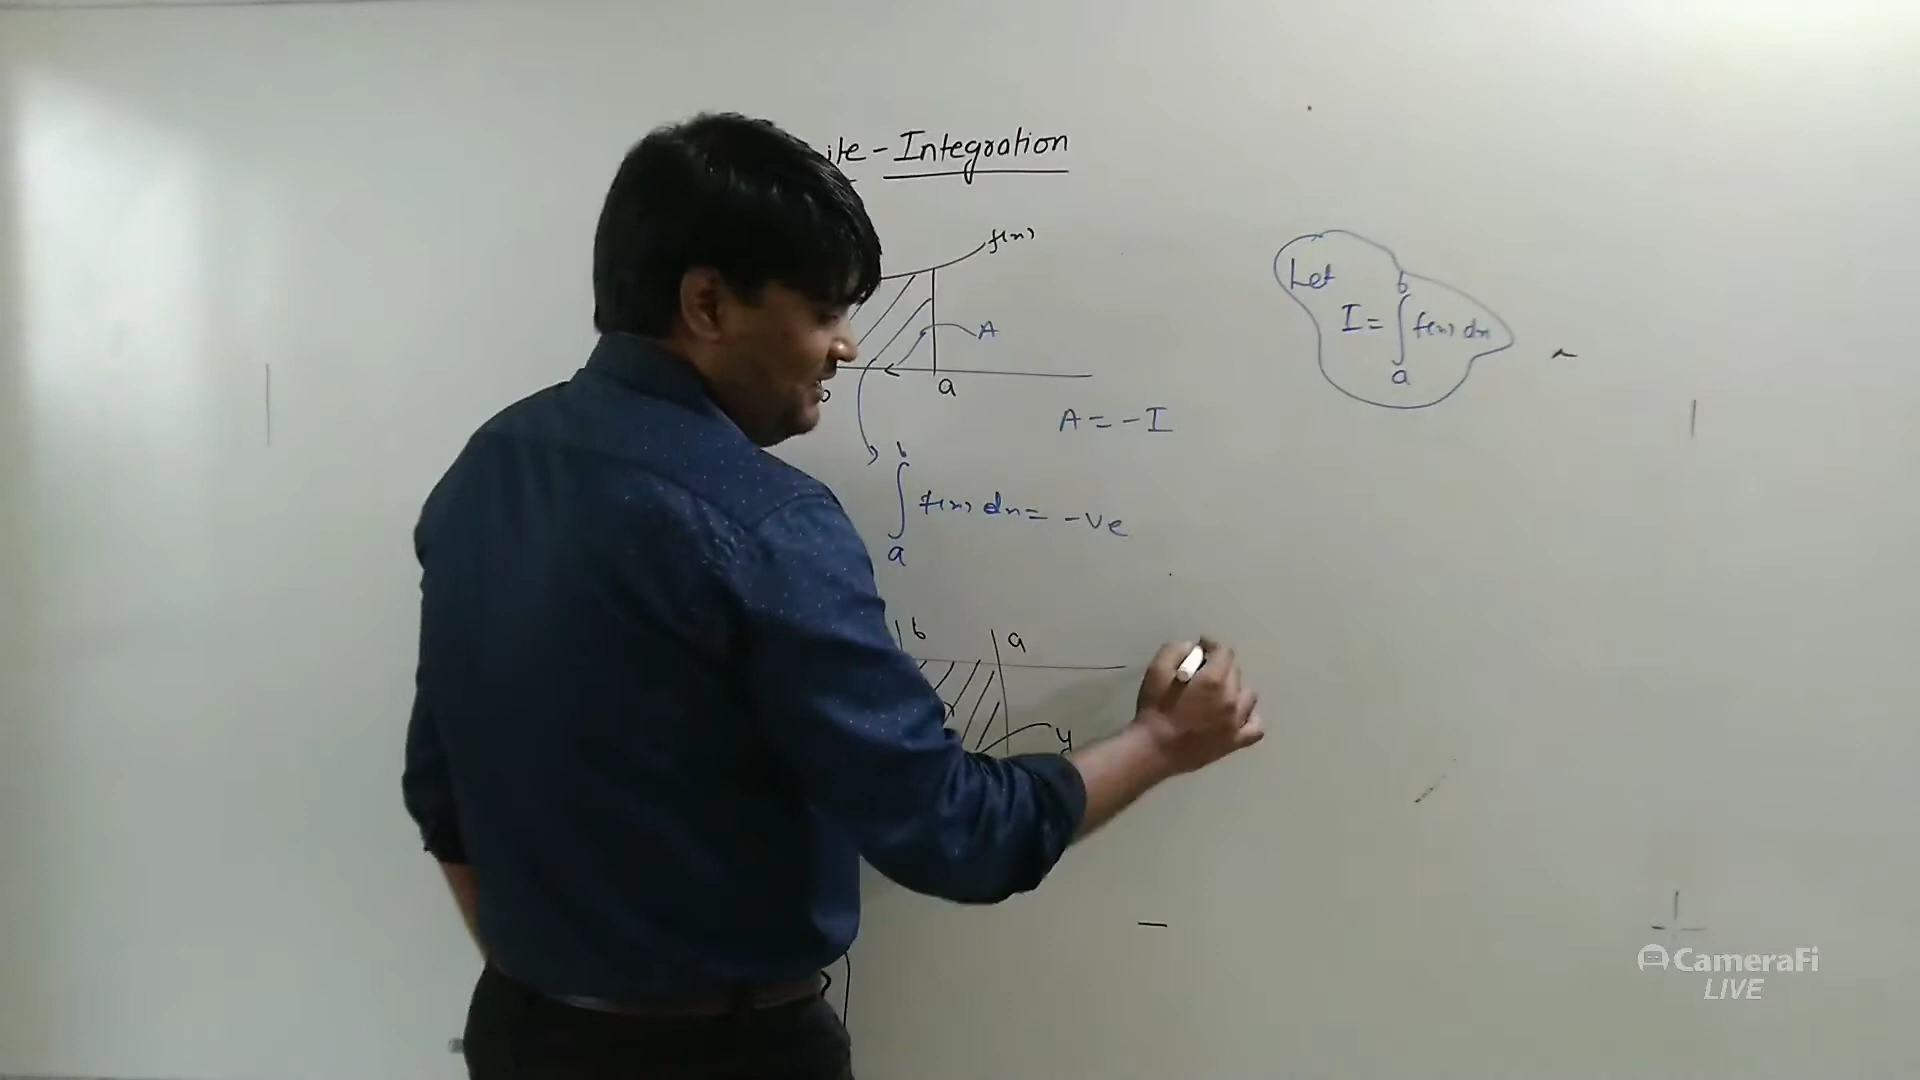 ite - Integration
f(x)
A
b a
A = - I
b
∫ f(x) dx = -ve
a
Let
b
I = ∫ f(x) dx
a
b a
y
CameraFi
LIVE